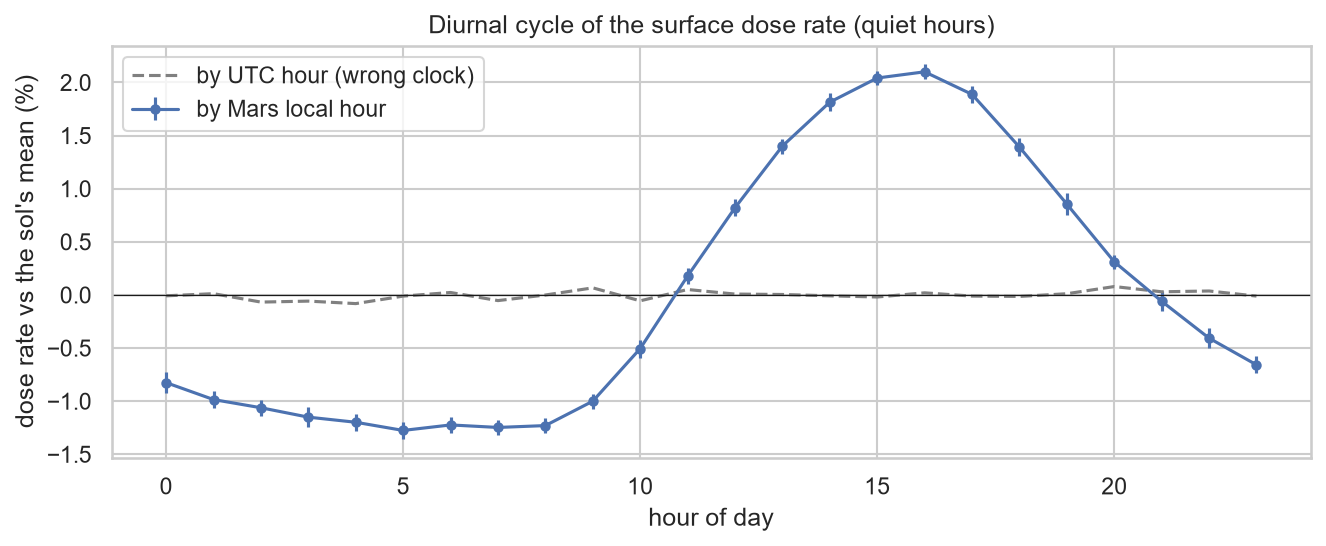 Diurnal cycle of the surface dose rate (quiet hours)
by UTC hour (wrong clock)
by Mars local hour
dose rate vs the sol's mean (%)
2.0
1.5
1.0
0.5
0.0
−0.5
−1.0
−1.5
0 5 10 15 20
hour of day